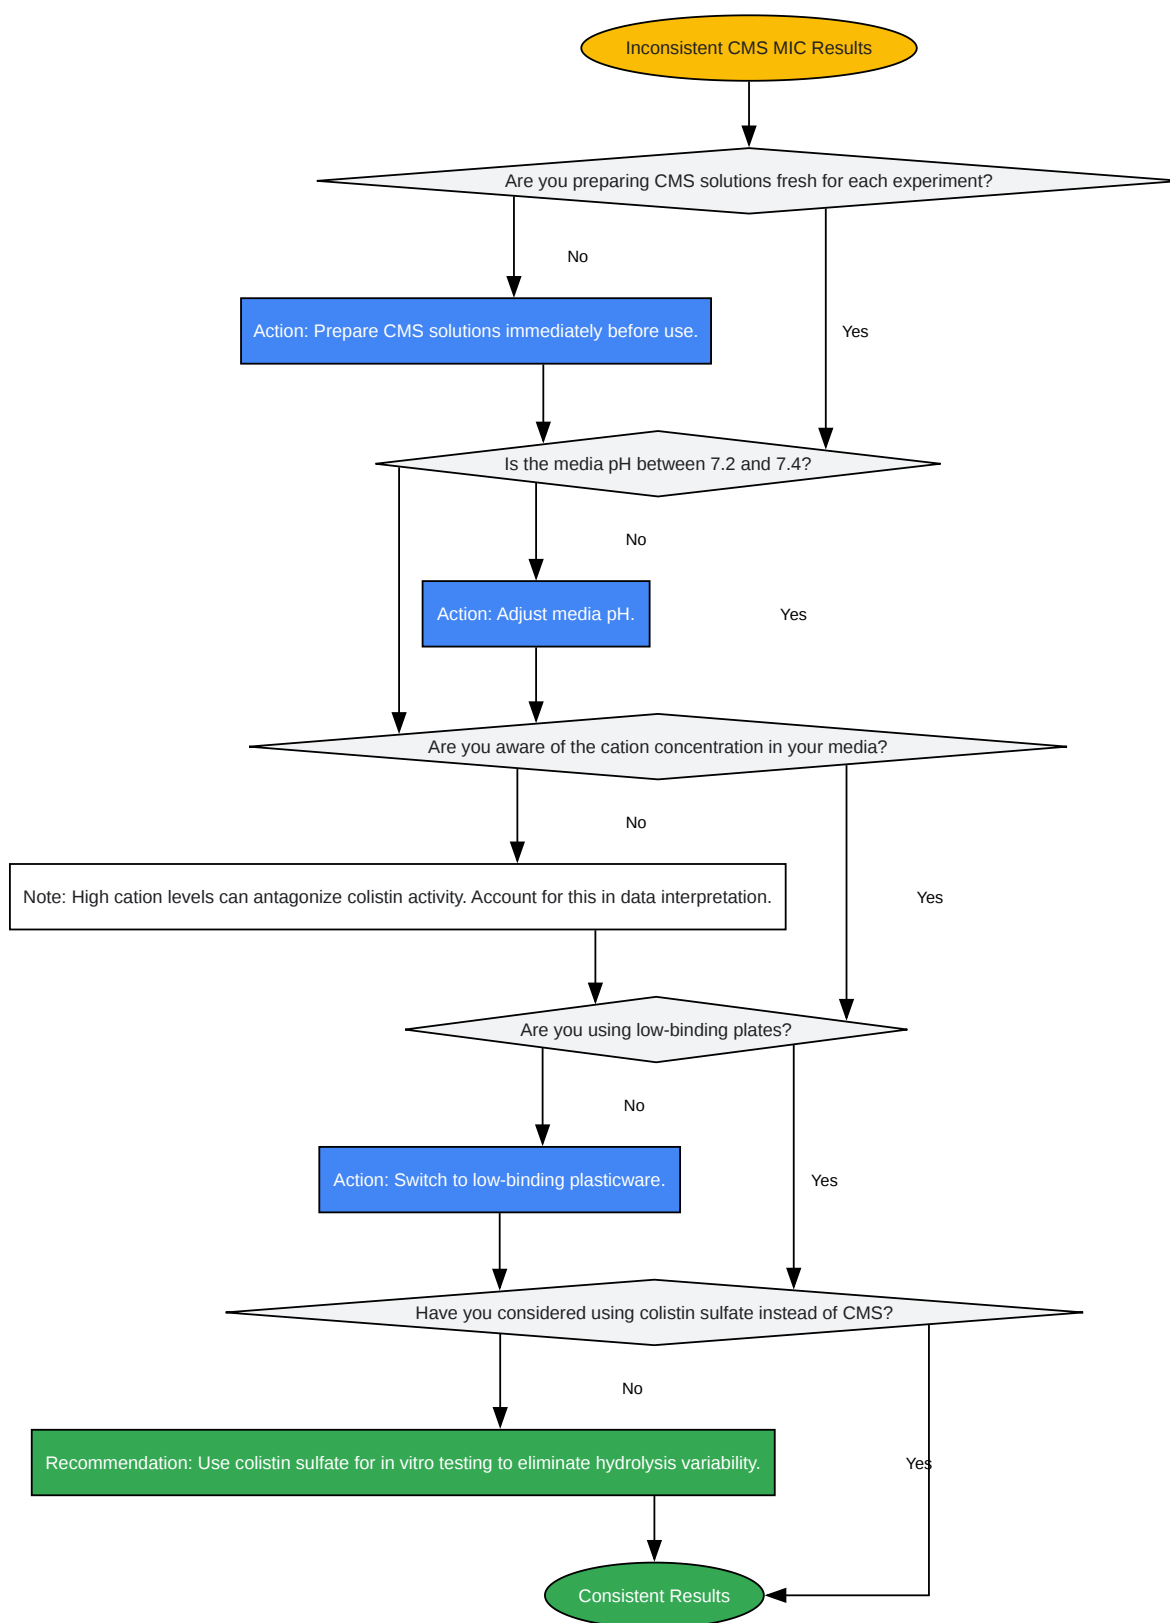 Inconsistent CMS MIC Results
Are you preparing CMS solutions fresh for each experiment?
No
Action: Prepare CMS solutions immediately before use.
Yes
Is the media pH between 7.2 and 7.4?
No
Action: Adjust media pH.
Yes
Are you aware of the cation concentration in your media?
No
Note: High cation levels can antagonize colistin activity. Account for this in data interpretation.
Yes
Are you using low-binding plates?
No
Action: Switch to low-binding plasticware.
Yes
Have you considered using colistin sulfate instead of CMS?
No
Recommendation: Use colistin sulfate for in vitro testing to eliminate hydrolysis variability.
Yes
Consistent Results